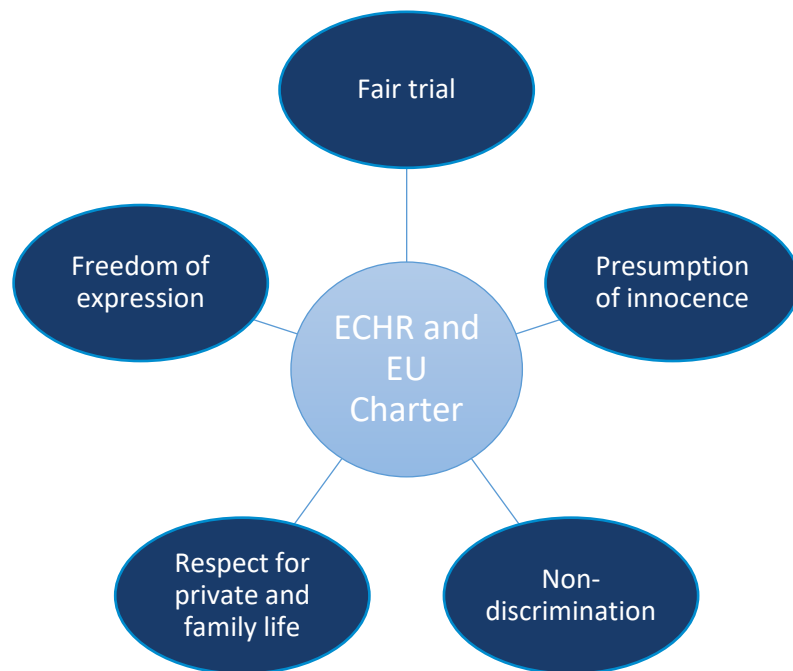 Fair trial
Freedom of
expression
Presumption
of innocence
ECHR and
EU
Charter
Respect for
private and
family life
Non-
discrimination